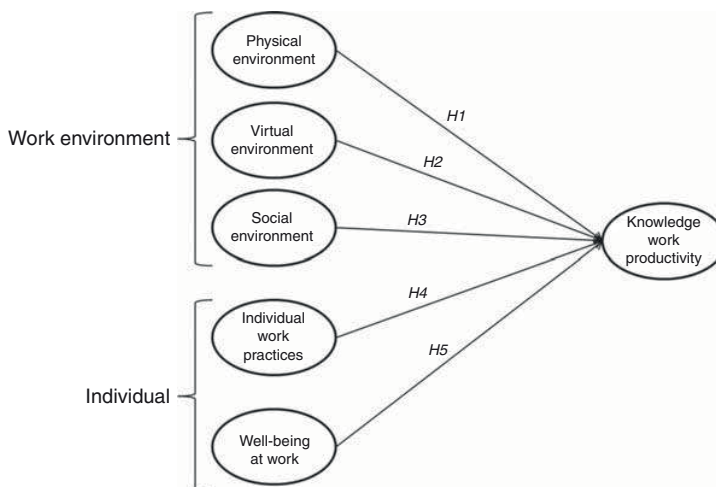 Physical
environment
H1
Work environment
Virtual
environment
H2
Social
environment
H3
Knowledge
work
productivity
Individual
work
practices
H4
Individual
H5
Well-being
at work